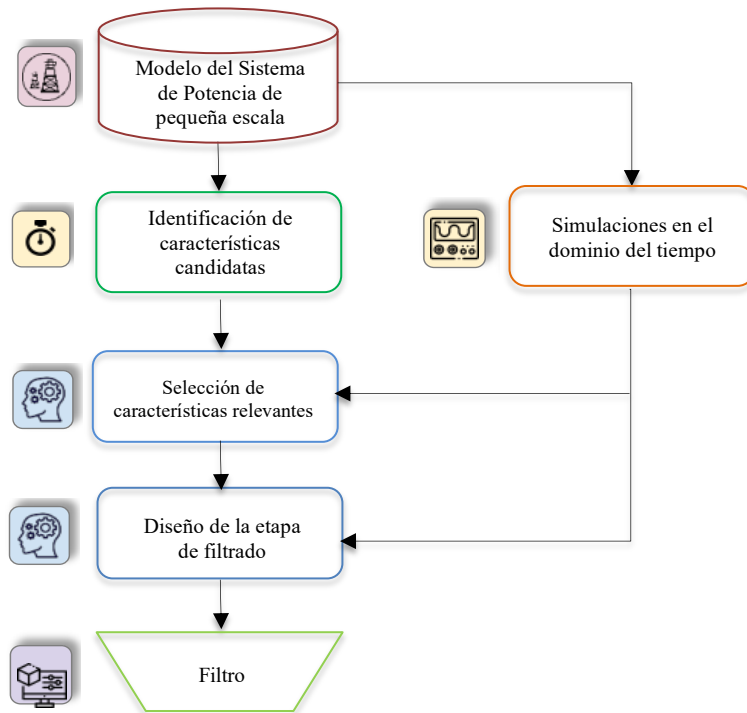 Modelo del Sistema
de Potencia de
pequeña escala
Identificación de
características
candidatas
Simulaciones en el
dominio del tiempo
Selección de
características relevantes
Diseño de la etapa
de filtrado
Filtro